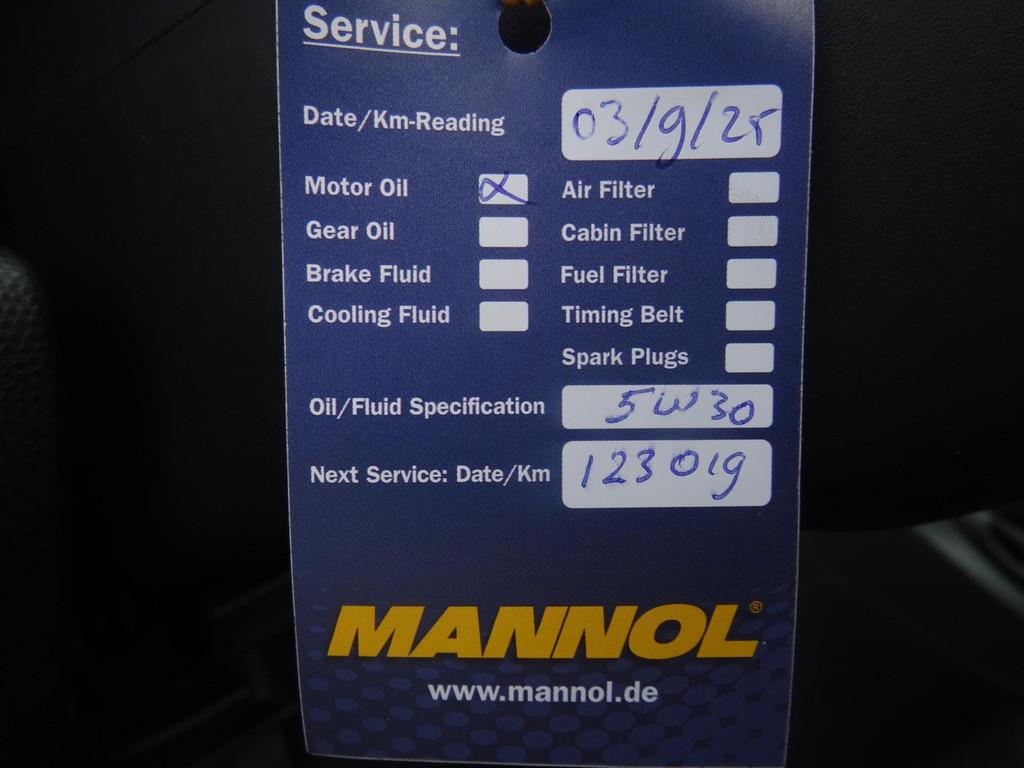 Service:
Date/Km-Reading 03/9/25
Motor Oil x Air Filter
Gear Oil Cabin Filter
Brake Fluid Fuel Filter
Cooling Fluid Timing Belt
Spark Plugs
Oil/Fluid Specification 5W30
Next Service: Date/Km 123019
MANNOL®
www.mannol.de